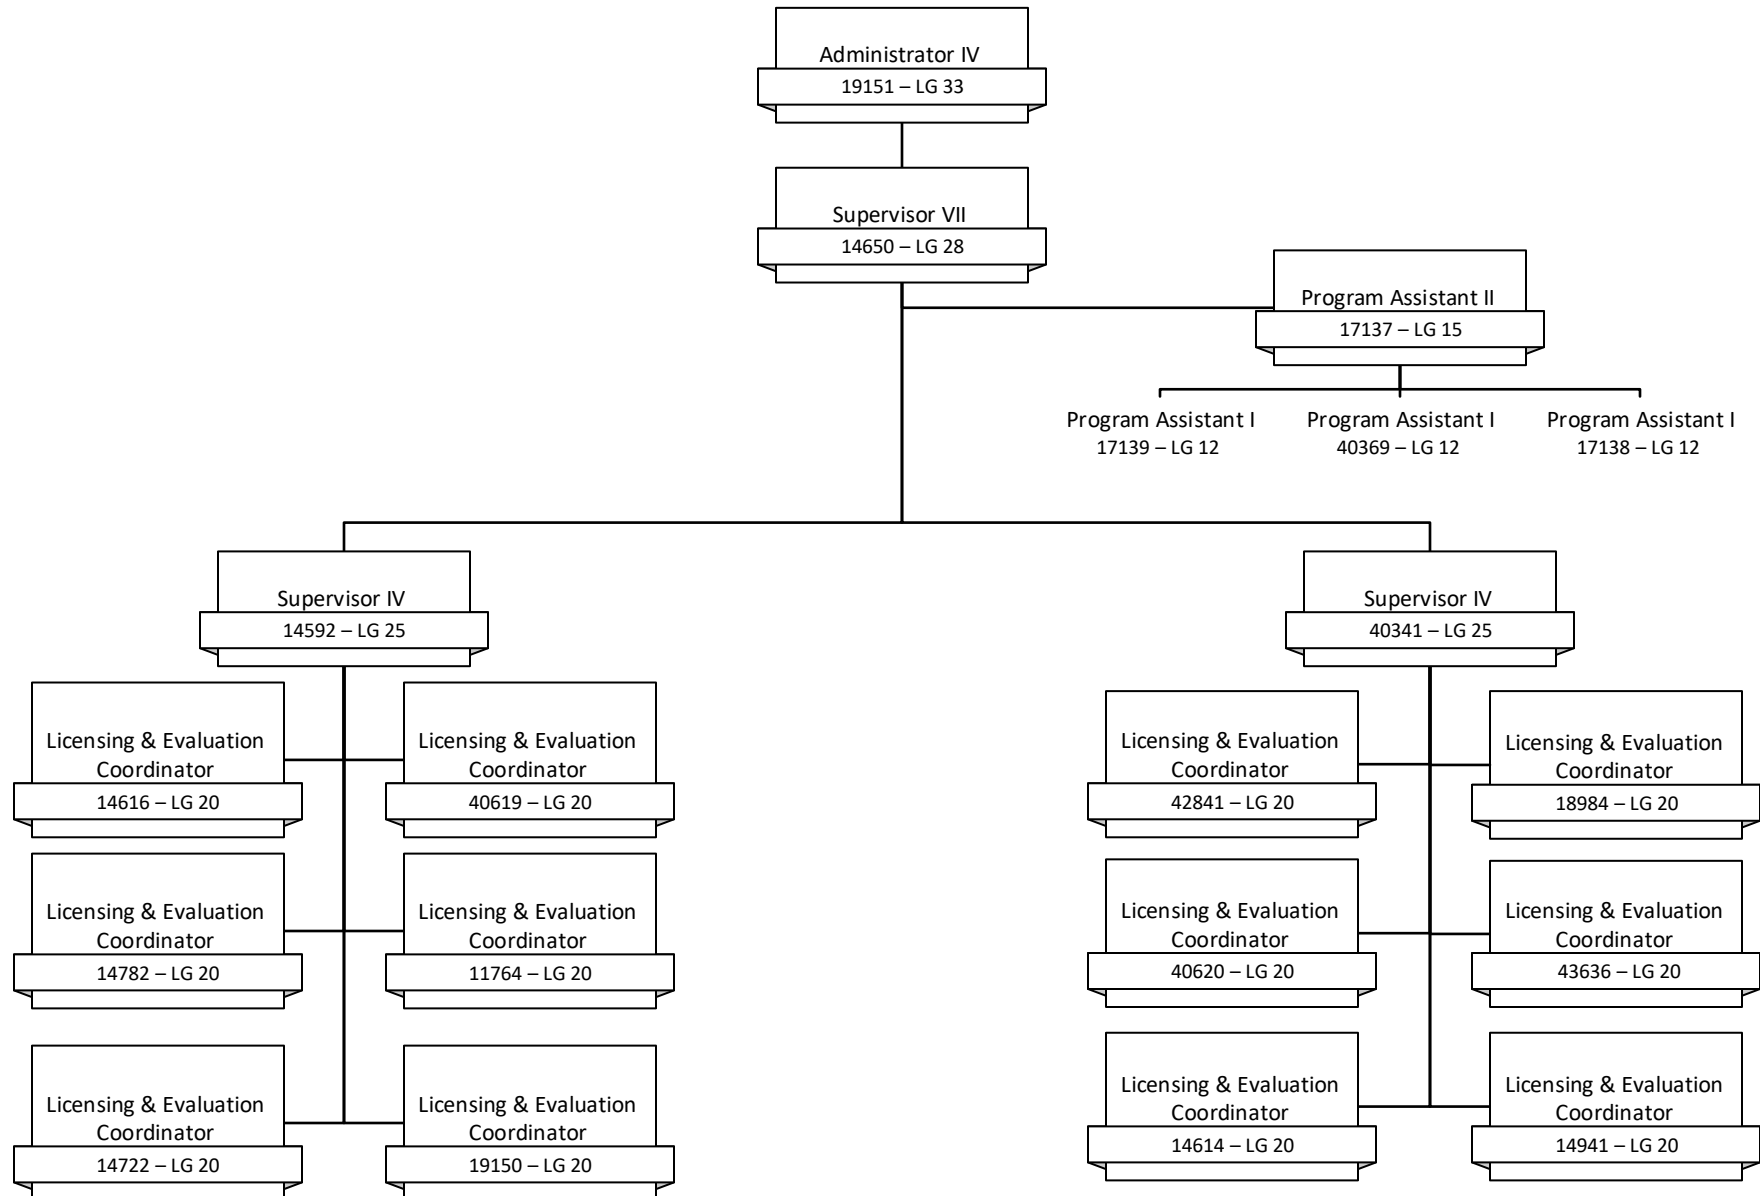 Administrator IV
19151 – LG 33
Supervisor VII
14650 – LG 28
Program Assistant II
17137 – LG 15
Program Assistant I
17139 – LG 12
Program Assistant I
40369 – LG 12
Program Assistant I
17138 – LG 12
Supervisor IV
14592 – LG 25
Supervisor IV
40341 – LG 25
Licensing & Evaluation
Coordinator
14616 – LG 20
Licensing & Evaluation
Coordinator
40619 – LG 20
Licensing & Evaluation
Coordinator
42841 – LG 20
Licensing & Evaluation
Coordinator
18984 – LG 20
Licensing & Evaluation
Coordinator
14782 – LG 20
Licensing & Evaluation
Coordinator
11764 – LG 20
Licensing & Evaluation
Coordinator
40620 – LG 20
Licensing & Evaluation
Coordinator
43636 – LG 20
Licensing & Evaluation
Coordinator
14722 – LG 20
Licensing & Evaluation
Coordinator
19150 – LG 20
Licensing & Evaluation
Coordinator
14614 – LG 20
Licensing & Evaluation
Coordinator
14941 – LG 20